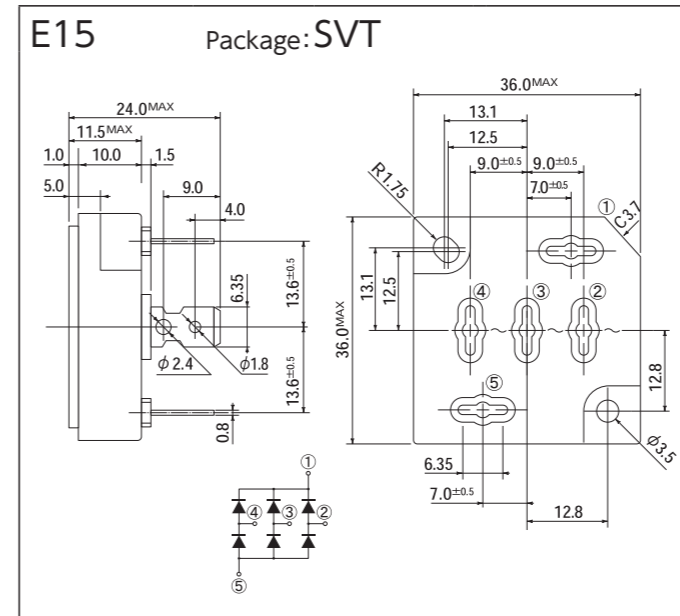 E15 Package: SVT
24.0MAX
11.5MAX
1.0 10.0 1.5
5.0 9.0
4.0
13.6±0.5
6.35
13.6±0.5
φ2.4 φ1.8
0.8
36.0MAX
13.1
12.5
9.0±0.5 9.0±0.5
7.0±0.5
R1.75
① C3.7
36.0MAX
13.1
12.5
④ ③ ②
~ ~
⑤
12.8
φ3.5
6.35
7.0±0.5
12.8
①
④ ③ ②
⑤